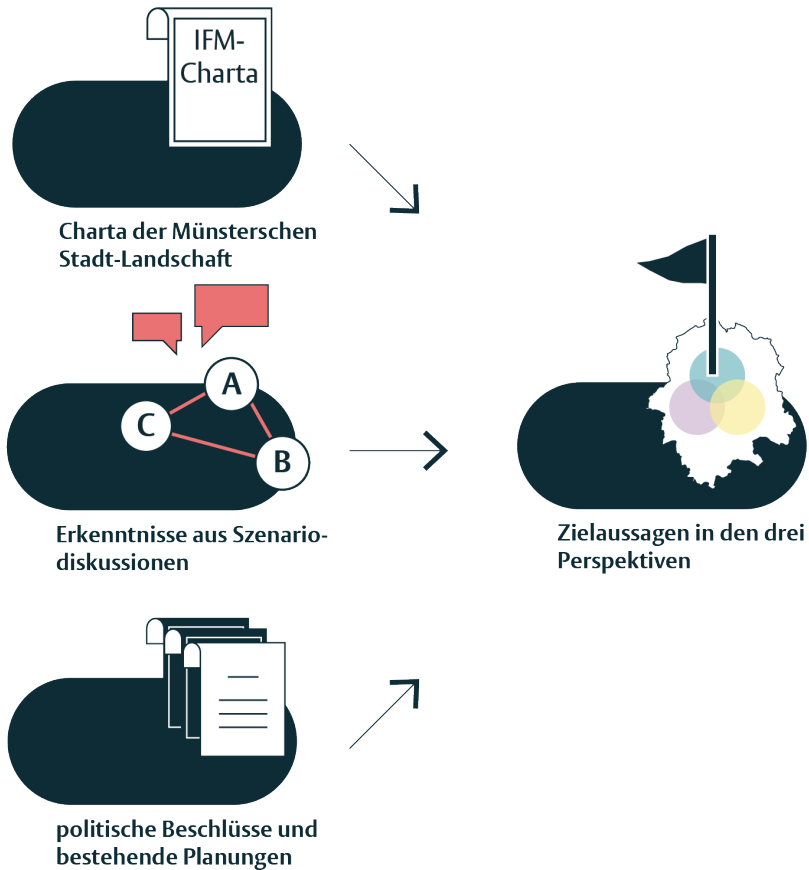 IFM-
Charta
Charta der Münsterschen
Stadt-Landschaft
A
C
B
Erkenntnisse aus Szenario-
diskussionen
Zielaussagen in den drei
Perspektiven
politische Beschlüsse und
bestehende Planungen